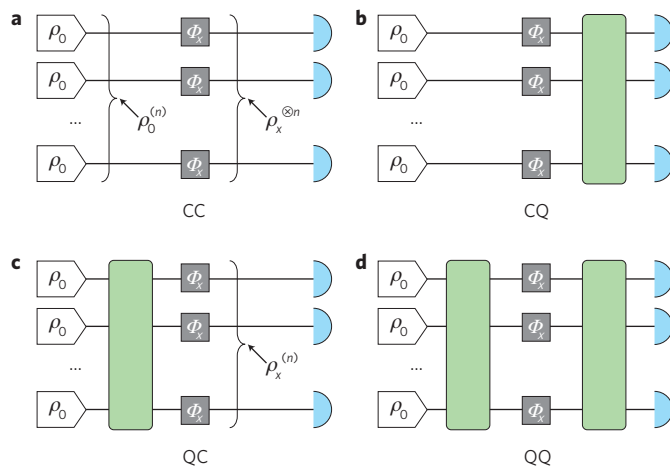 a
ρ₀ Φₓ
ρ₀ Φₓ
...
ρ₀ Φₓ
ρ₀⁽ⁿ⁾ ρₓ^⊗n
CC
b
ρ₀ Φₓ
ρ₀ Φₓ
...
ρ₀ Φₓ
CQ
c
ρ₀ Φₓ
ρ₀ Φₓ
...
ρ₀ Φₓ
ρₓ⁽ⁿ⁾
QC
d
ρ₀ Φₓ
ρ₀ Φₓ
...
ρ₀ Φₓ
QQ